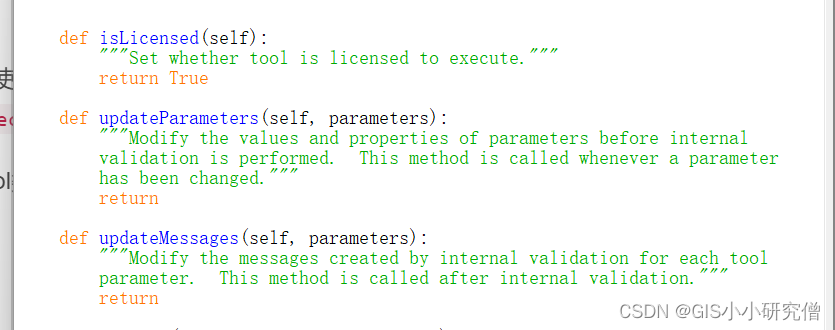 def isLicensed(self):
"""Set whether tool is licensed to execute."""
return True
def updateParameters(self, parameters):
"""Modify the values and properties of parameters before internal
validation is performed.  This method is called whenever a parameter
has been changed."""
return
def updateMessages(self, parameters):
"""Modify the messages created by internal validation for each tool
parameter.  This method is called after internal validation."""
return
使
CSDN @GIS小小研究僧